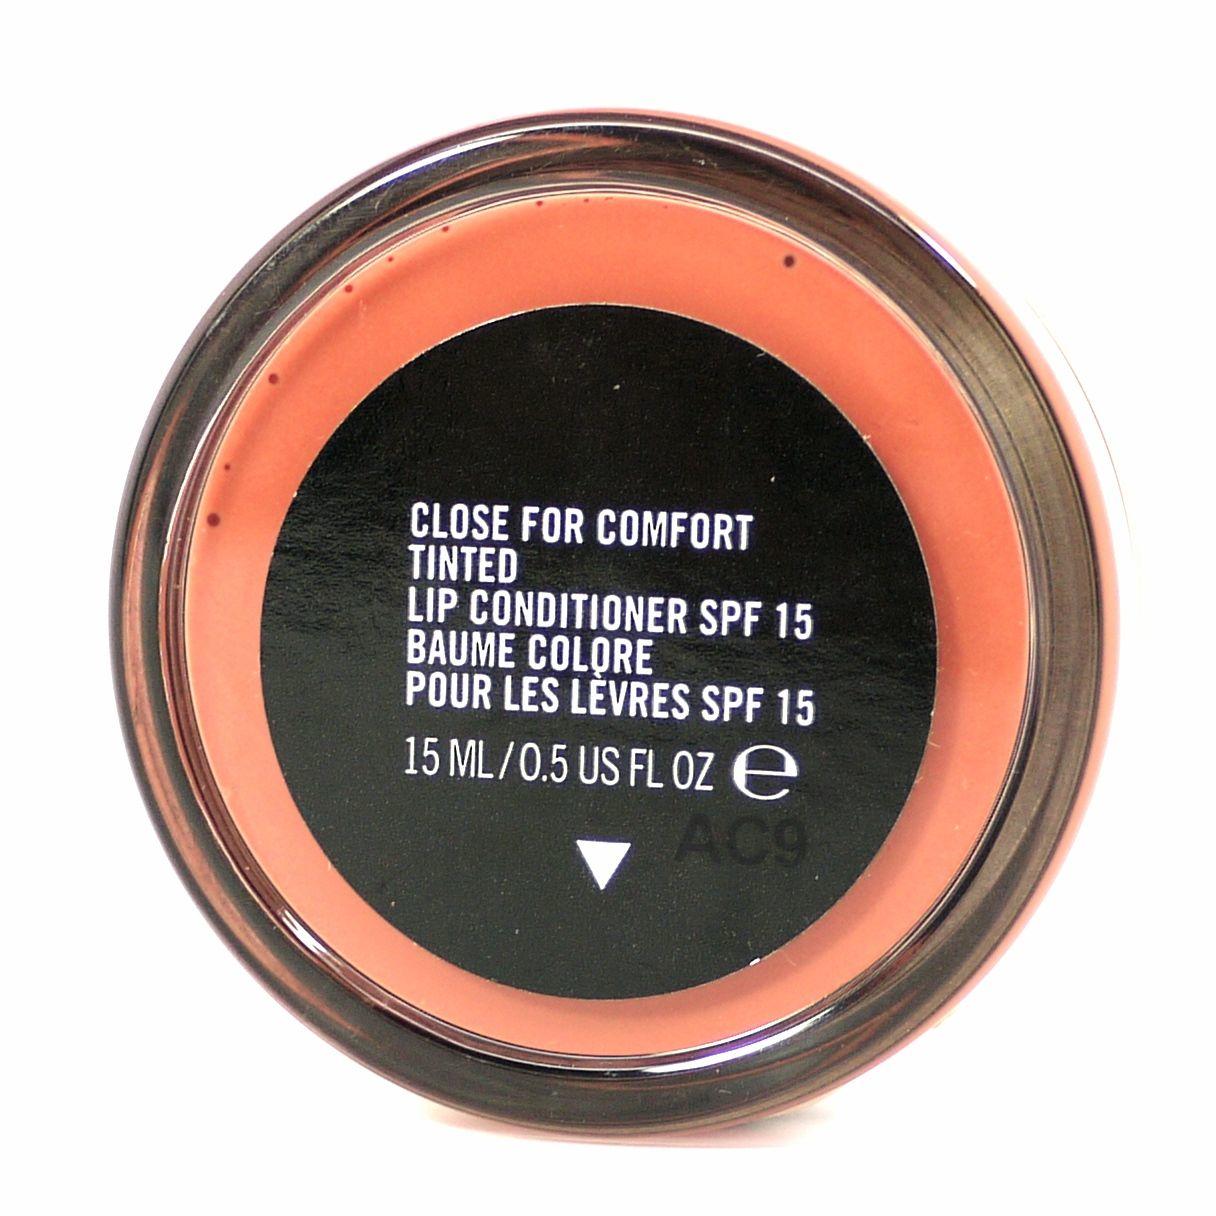 CLOSE FOR COMFORT
TINTED
LIP CONDITIONER SPF 15
BAUME COLORE
POUR LES LÈVRES SPF 15
15 ML/0.5 US FL OZ ℮
AC9